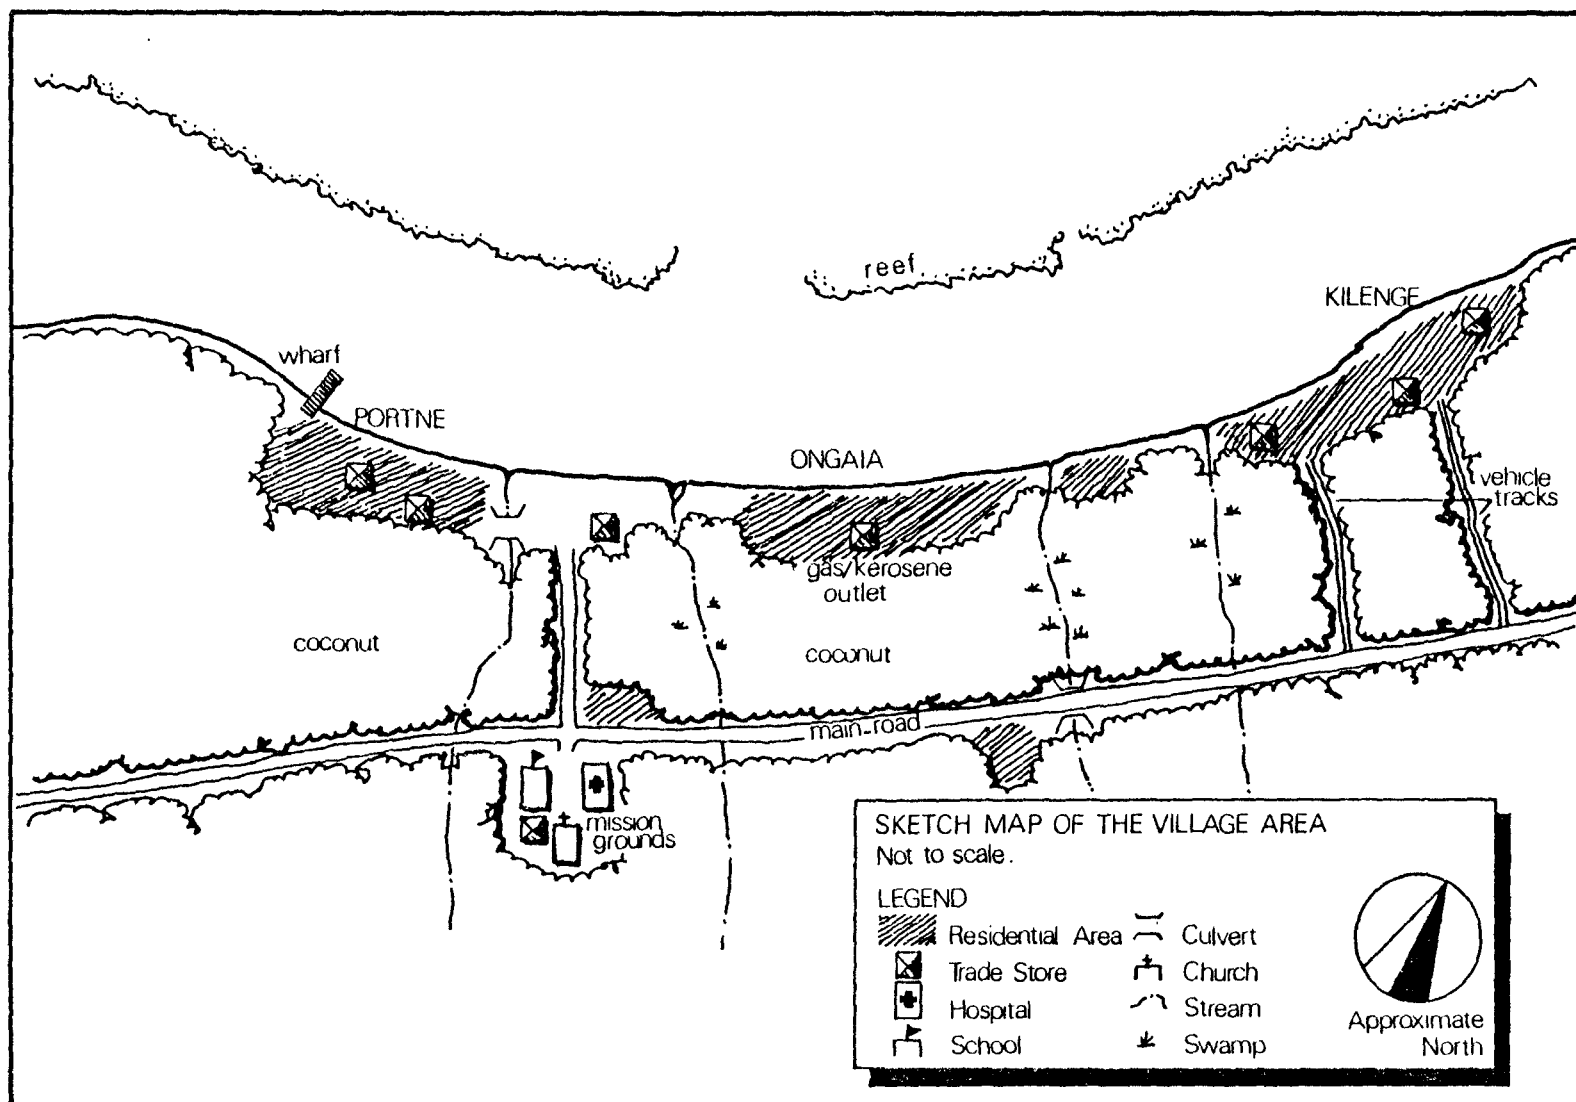 reef
KILENGE
wharf
PORTNE
ONGAIA
vehicle
tracks
gas/kerosene
outlet
coconut
coconut
main-road
mission
grounds
SKETCH MAP OF THE VILLAGE AREA
Not to scale.
LEGEND
Residential Area
Culvert
Trade Store
Church
Hospital
Stream
School
Swamp
Approximate
North